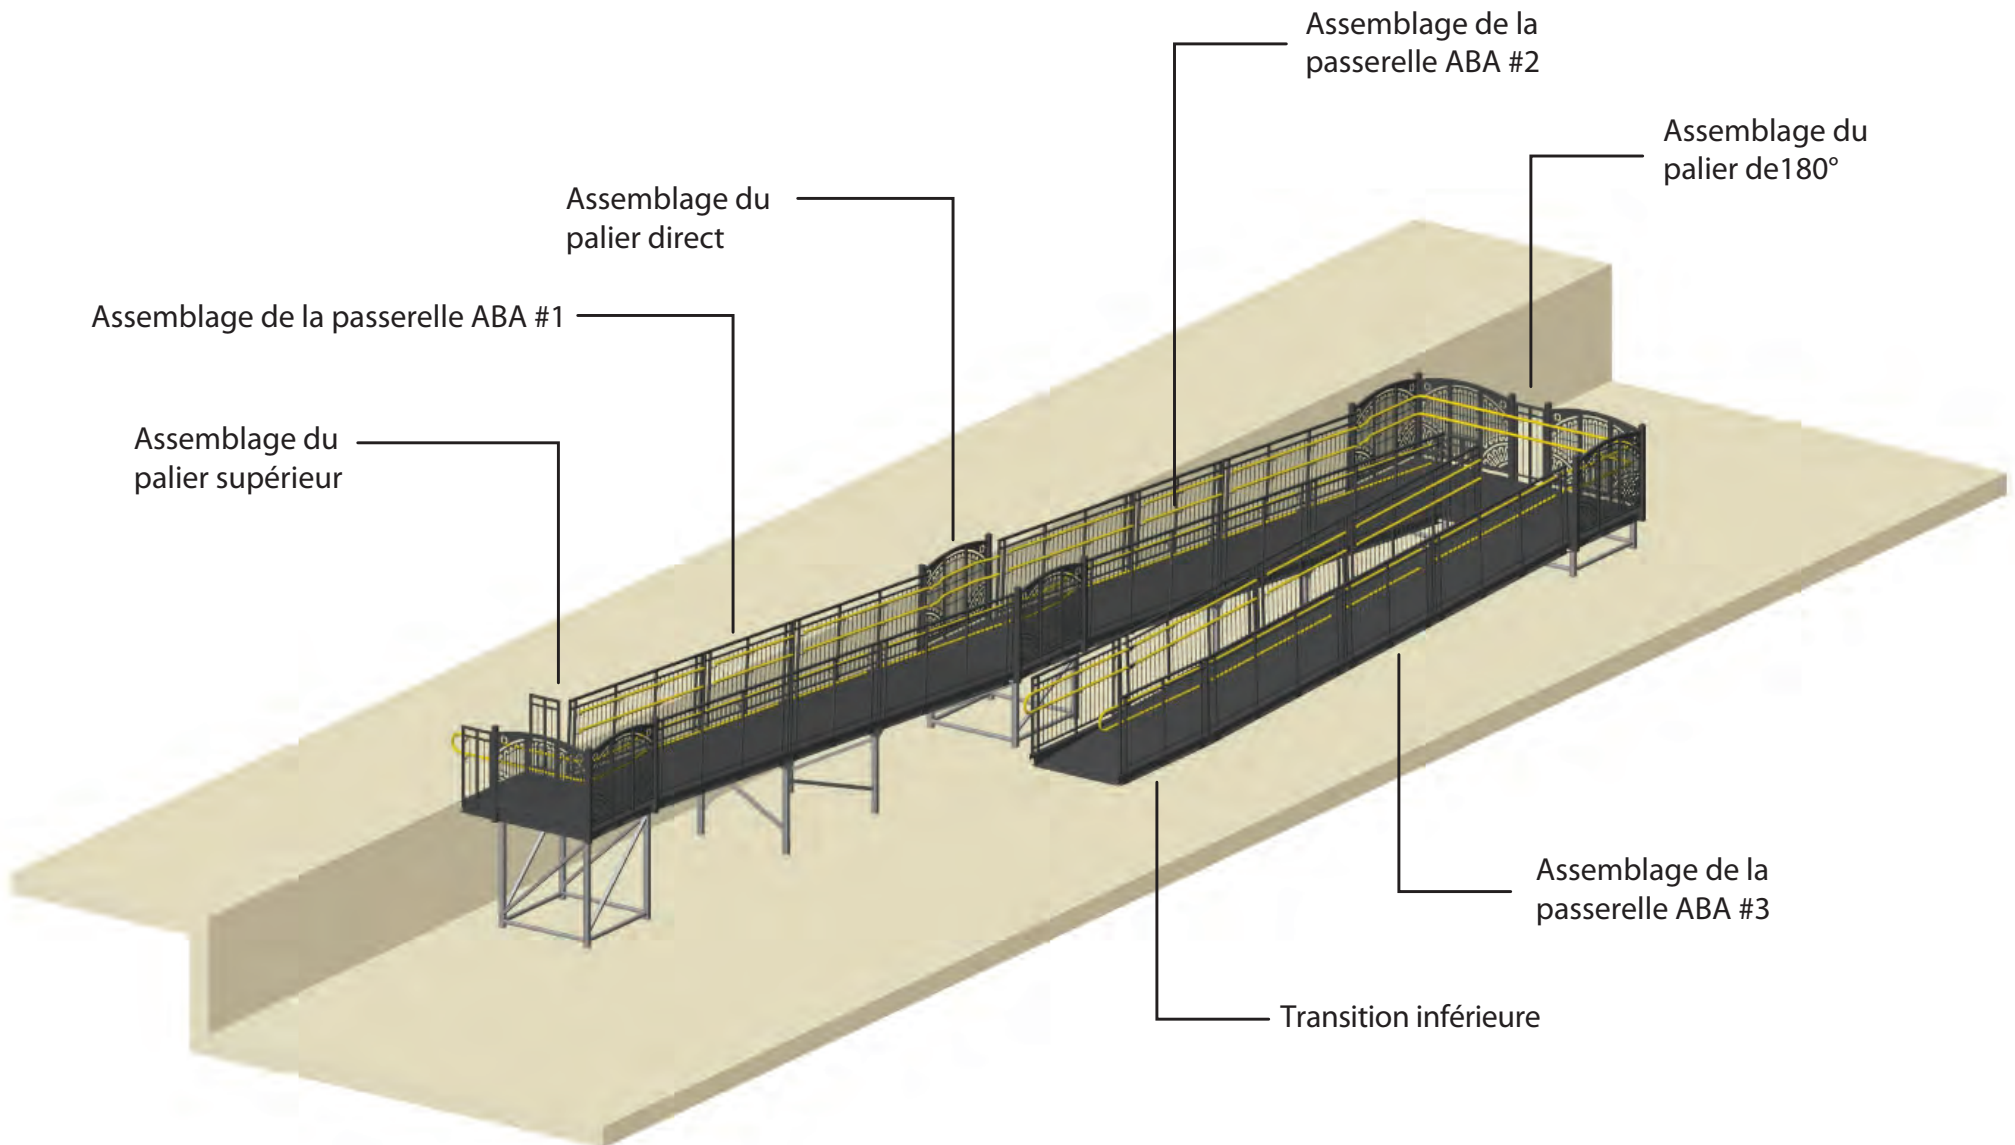 Assemblage de la
passerelle ABA #2
Assemblage du
palier de180°
Assemblage du
palier direct
Assemblage de la passerelle ABA #1
Assemblage du
palier supérieur
Assemblage de la
passerelle ABA #3
Transition inférieure